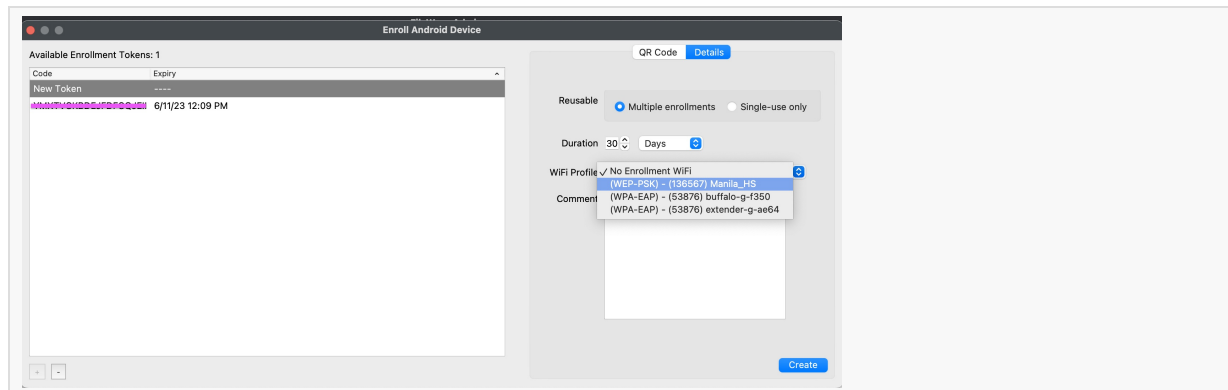 Enroll Android Device
Available Enrollment Tokens: 1
Code Expiry
New Token ----
6/11/23 12:09 PM
+ -
QR Code Details
Reusable Multiple enrollments Single-use only
Duration 30 Days
WiFi Profile ✓ No Enrollment WiFi
(WEP-PSK) - (136567) Manila_HS
(WPA-EAP) - (53876) buffalo-g-f350
(WPA-EAP) - (53876) extender-g-ae64
Comment
Create